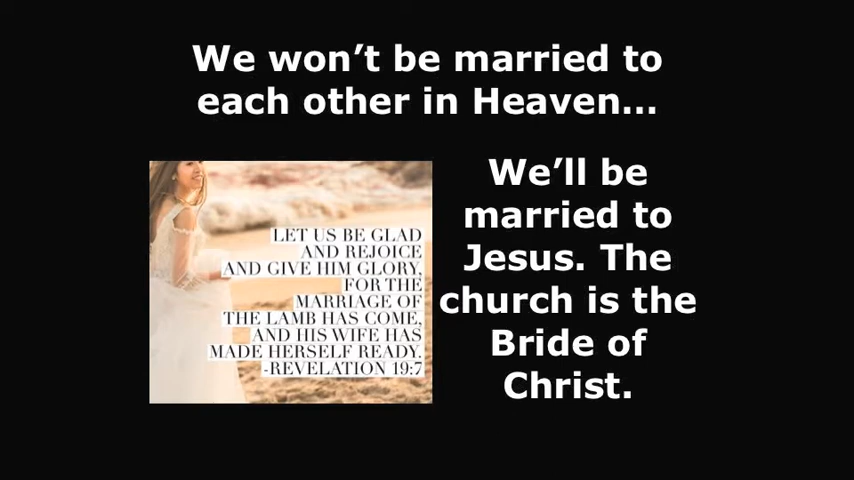 We won’t be married to
each other in Heaven...
LET US BE GLAD
AND REJOICE
AND GIVE HIM GLORY,
FOR THE
MARRIAGE OF
THE LAMB HAS COME,
AND HIS WIFE HAS
MADE HERSELF READY.
-REVELATION 19:7
We’ll be
married to
Jesus. The
church is the
Bride of
Christ.